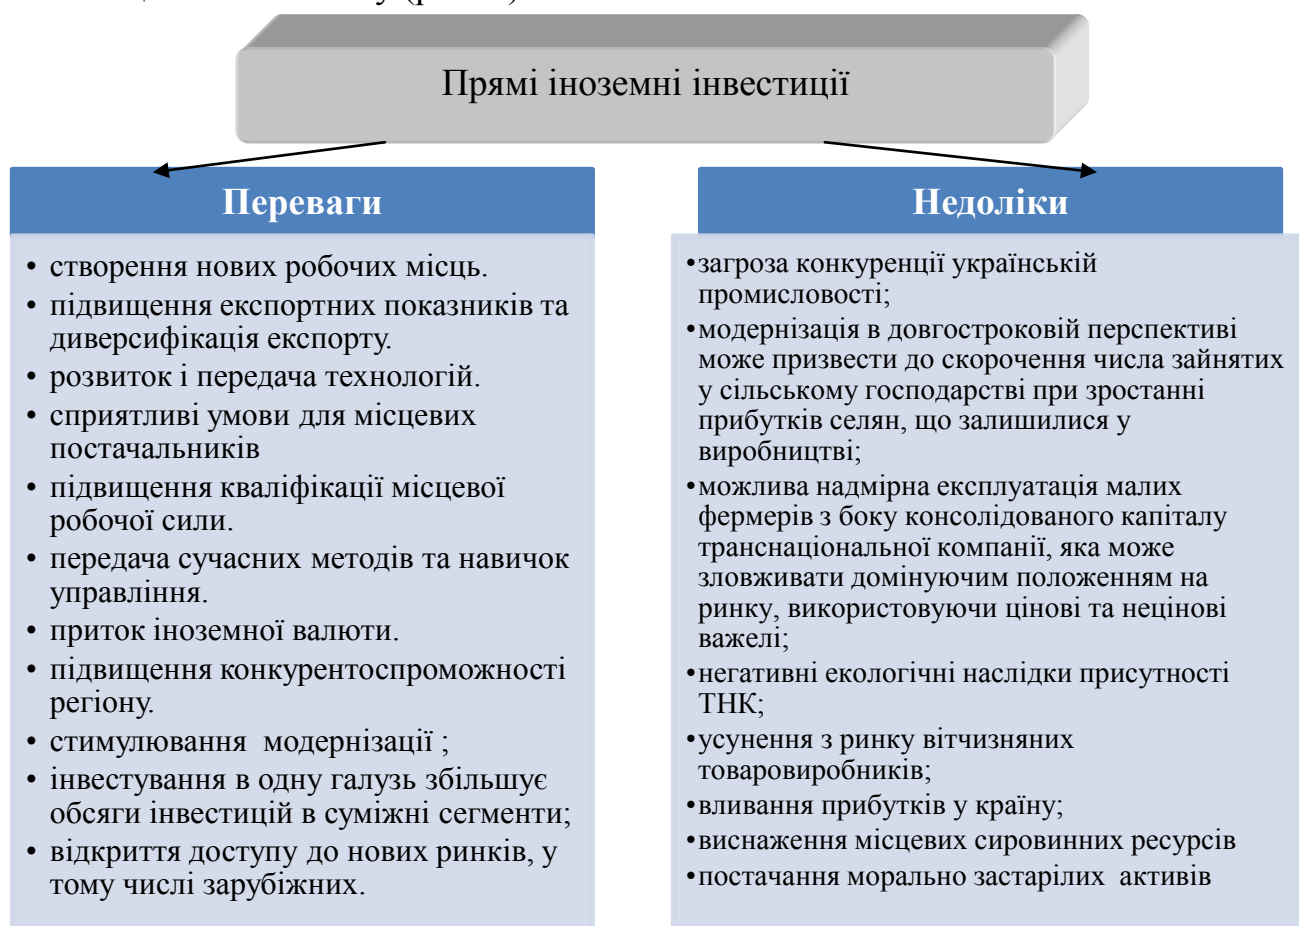 Прямі іноземні інвестиції
Переваги
• створення нових робочих місць.
• підвищення експортних показників та
диверсифікація експорту.
• розвиток і передача технологій.
• сприятливі умови для місцевих
постачальників
• підвищення кваліфікації місцевої
робочої сили.
• передача сучасних методів та навичок
управління.
• приток іноземної валюти.
• підвищення конкурентоспроможності
регіону.
• стимулювання модернізації ;
• інвестування в одну галузь збільшує
обсяги інвестицій в суміжні сегменти;
• відкриття доступу до нових ринків, у
тому числі зарубіжних.
Недоліки
•загроза конкуренції українській
промисловості;
•модернізація в довгостроковій перспективі
може призвести до скорочення числа зайнятих
у сільському господарстві при зростанні
прибутків селян, що залишилися у
виробництві;
•можлива надмірна експлуатація малих
фермерів з боку консолідованого капіталу
транснаціональної компанії, яка може
зловживати домінуючим положенням на
ринку, використовуючи цінові та нецінові
важелі;
•негативні екологічні наслідки присутності
ТНК;
•усунення з ринку вітчизняних
товаровиробників;
•вливання прибутків у країну;
•виснаження місцевих сировинних ресурсів
•постачання морально застарілих активів